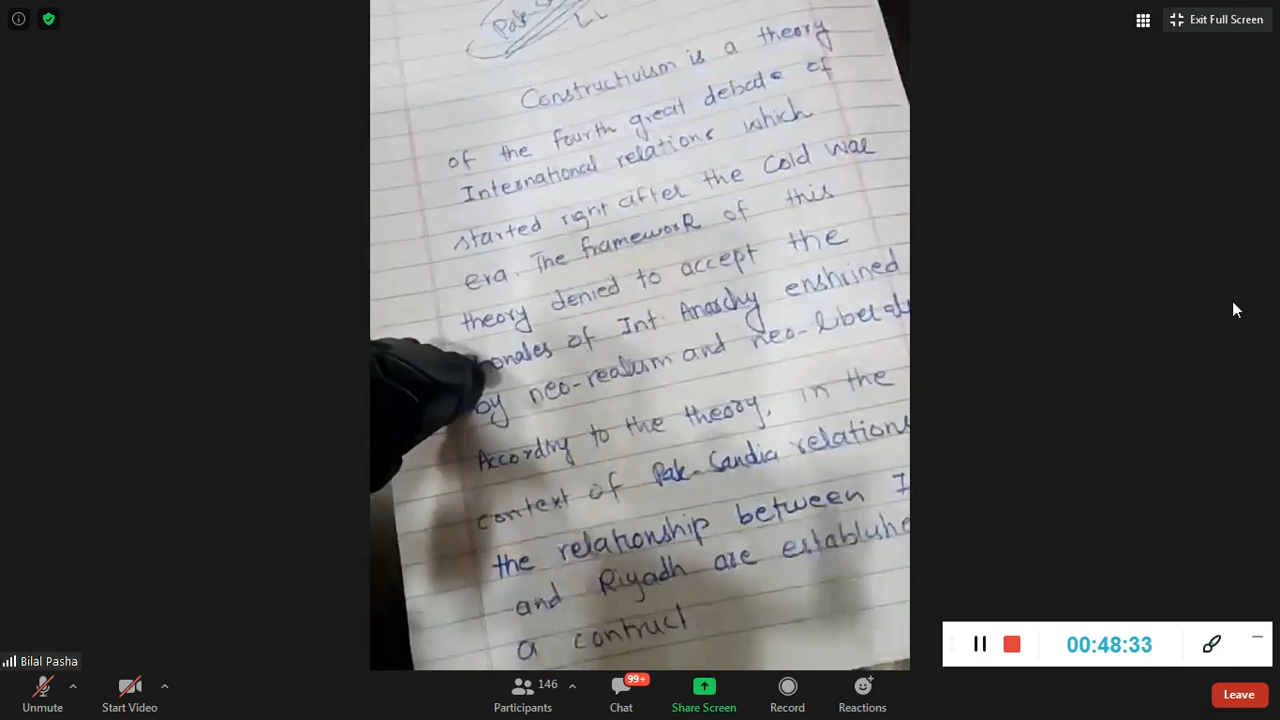 Exit Full Screen
Pak-S
LL
Constructivism is a theory
of the fourth great debate of
International relations which
started right after the Cold War
era. The framework of this
theory denied to accept the
onales of Int. Anarchy enshrined
by neo-realism and neo-liberals
According to the theory, in the
context of Pak-Saudia relations
the relationship between I
and Riyadh are establishe
a contruct.
00:48:33
Bilal Pasha
Unmute
Start Video
146
Participants
99+
Chat
Share Screen
Record
Reactions
Leave